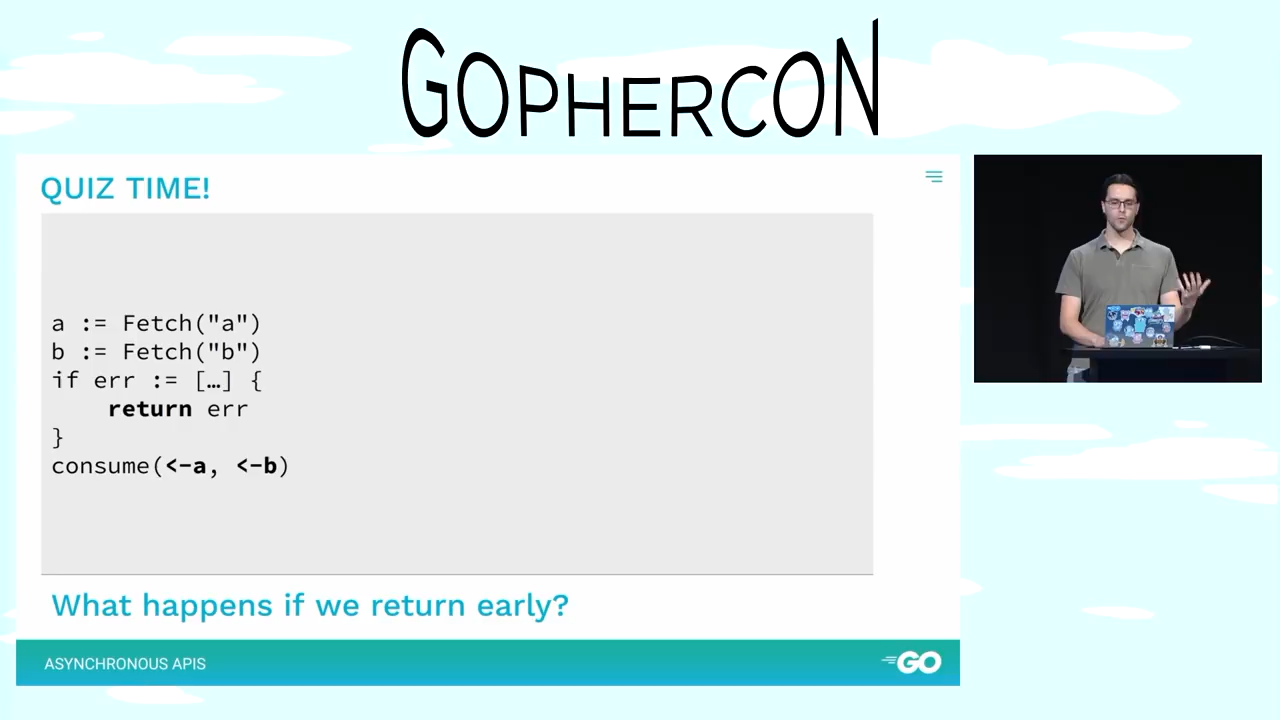 GOPHERCON
QUIZ TIME!
a := Fetch("a")
b := Fetch("b")
if err := […] {
    return err
}
consume(<-a, <-b)
What happens if we return early?
ASYNCHRONOUS APIS
GO